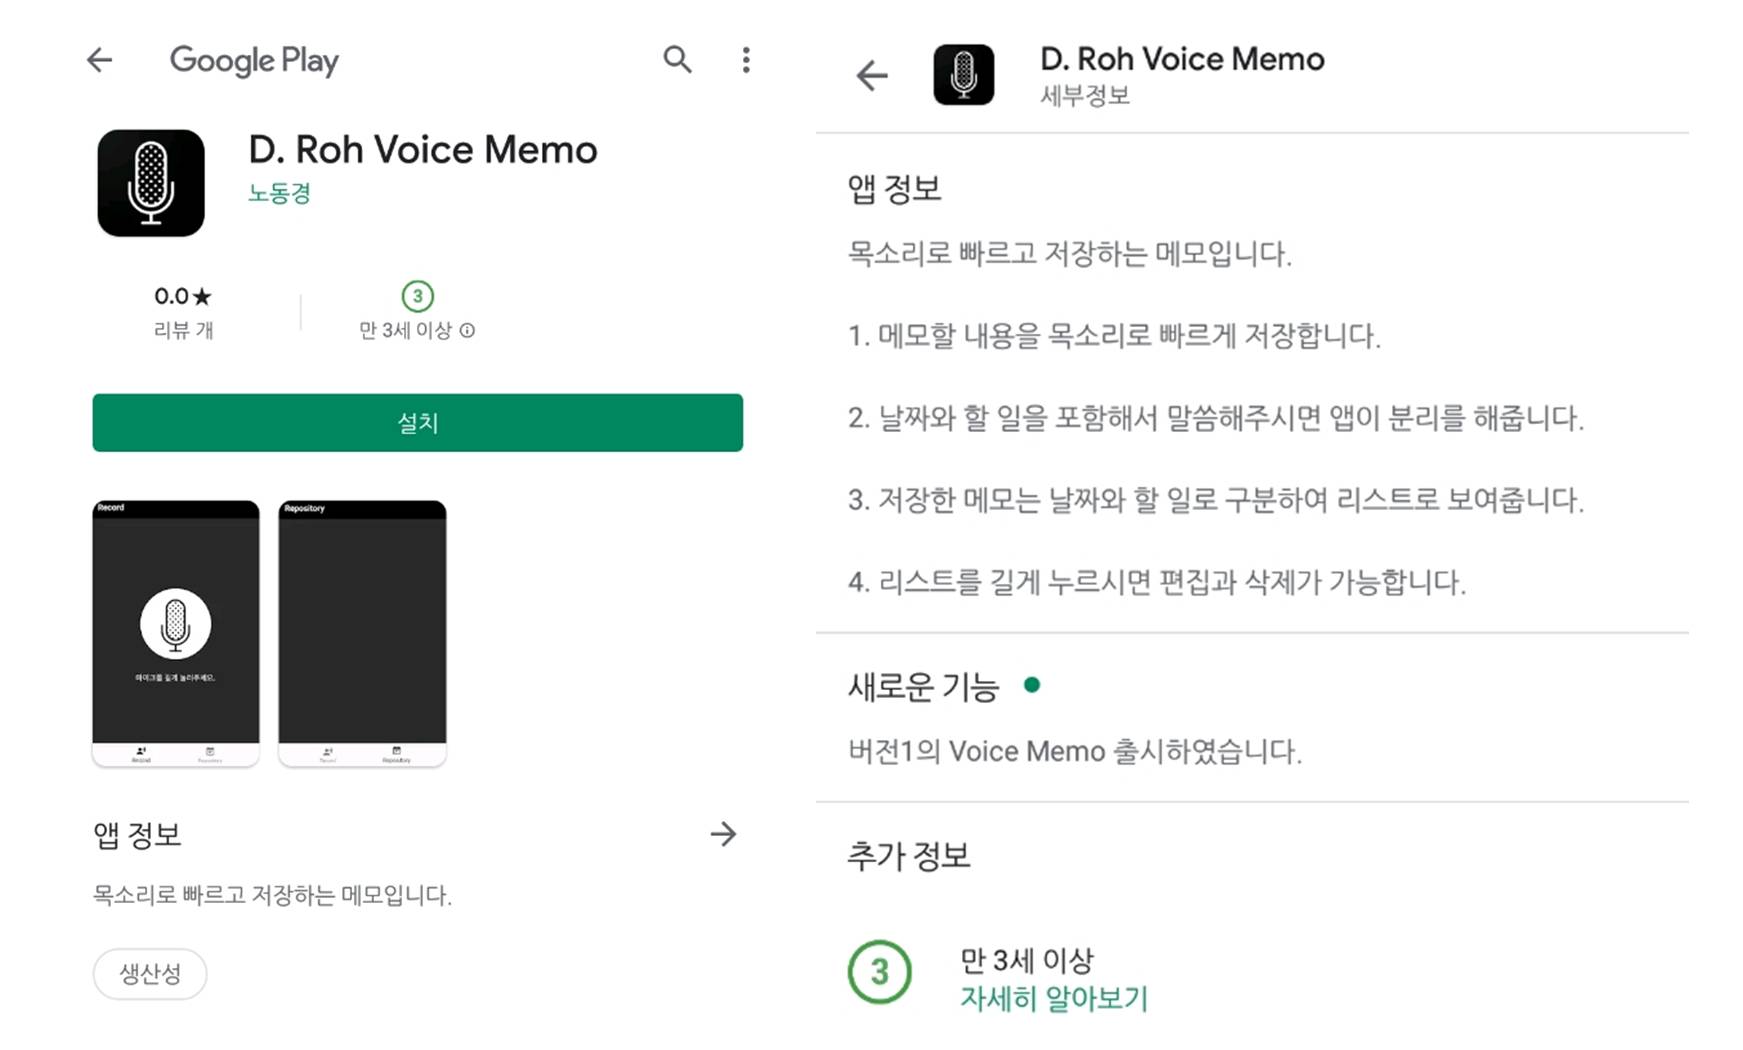 Google Play
D. Roh Voice Memo
노동경
0.0★
리뷰 개
3
만 3세 이상
설치
Record
마이크를 길게 눌러주세요.
Record
Repository
Repository
Record
Repository
앱 정보
목소리로 빠르고 저장하는 메모입니다.
생산성
D. Roh Voice Memo
세부정보
앱 정보
목소리로 빠르고 저장하는 메모입니다.
1. 메모할 내용을 목소리로 빠르게 저장합니다.
2. 날짜와 할 일을 포함해서 말씀해주시면 앱이 분리를 해줍니다.
3. 저장한 메모는 날짜와 할 일로 구분하여 리스트로 보여줍니다.
4. 리스트를 길게 누르시면 편집과 삭제가 가능합니다.
새로운 기능
버전1의 Voice Memo 출시하였습니다.
추가 정보
3
만 3세 이상
자세히 알아보기